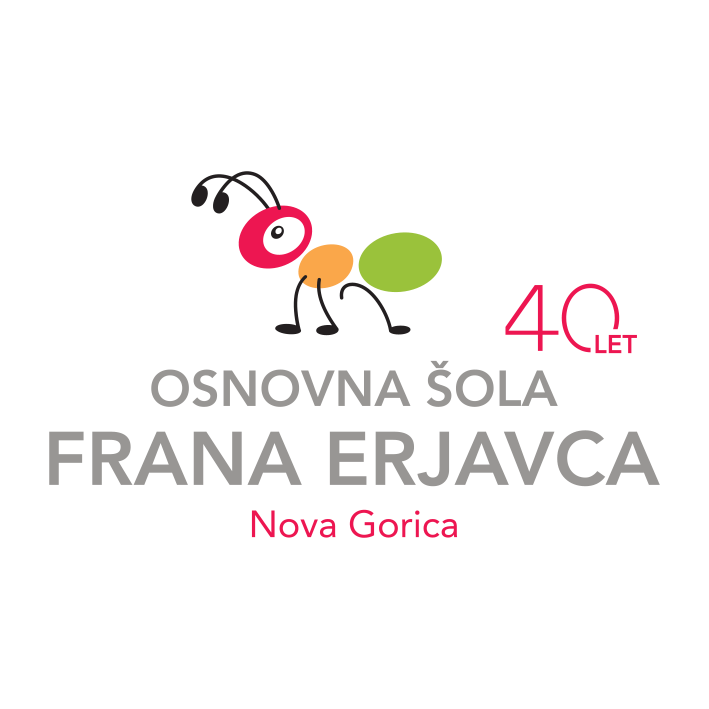 40
LET
OSNOVNA ŠOLA
FRANA ERJAVCA
Nova Gorica